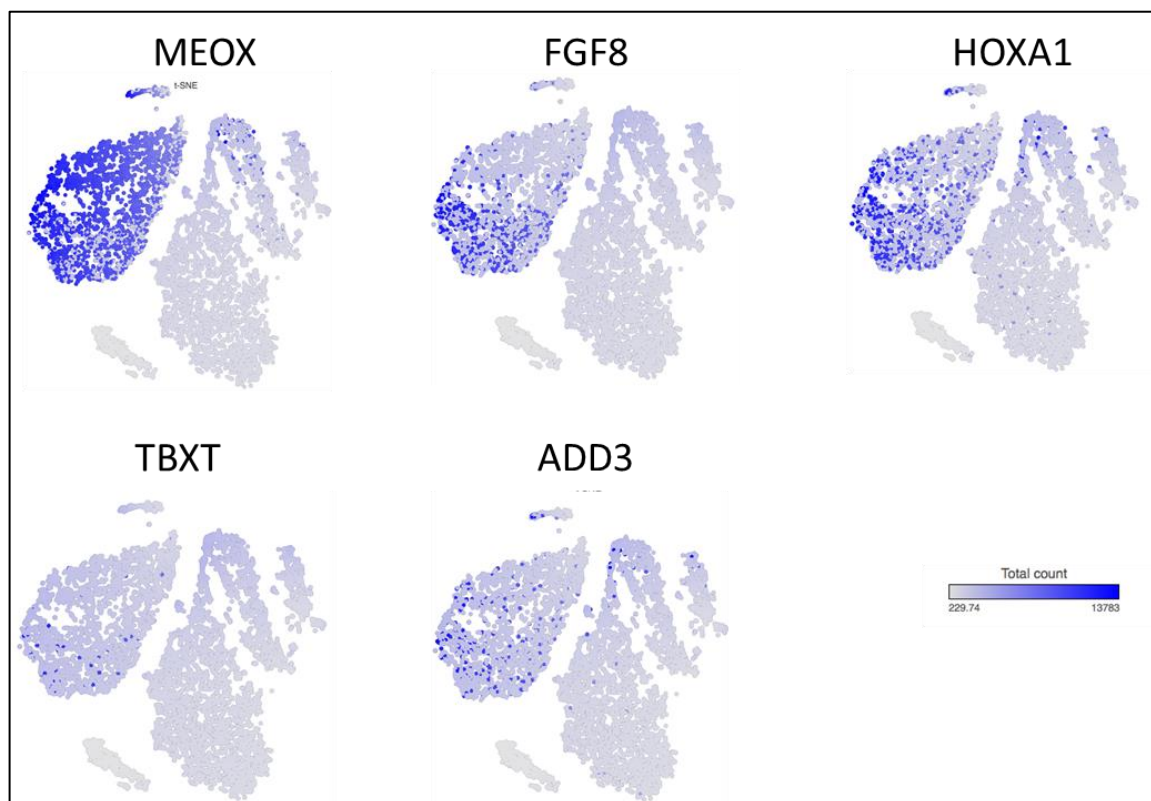 MEOX
FGF8
HOXA1
t-SNE
TBXT
ADD3
Total count
229.74 13783